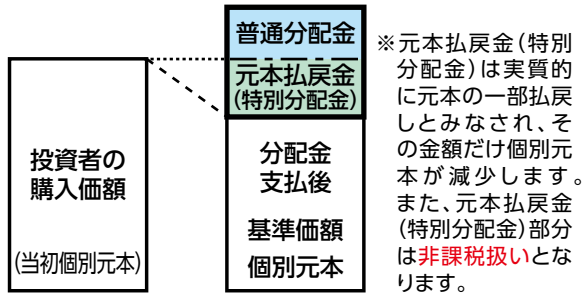 普通分配金
元本払戻金
(特別分配金)
投資者の
購入価額
(当初個別元本)
分配金
支払後
基準価額
個別元本
※元本払戻金(特別
分配金)は実質的
に元本の一部払戻
しとみなされ、そ
の金額だけ個別元
本が減少します。
また、元本払戻金
(特別分配金)部分
は非課税扱いとな
ります。